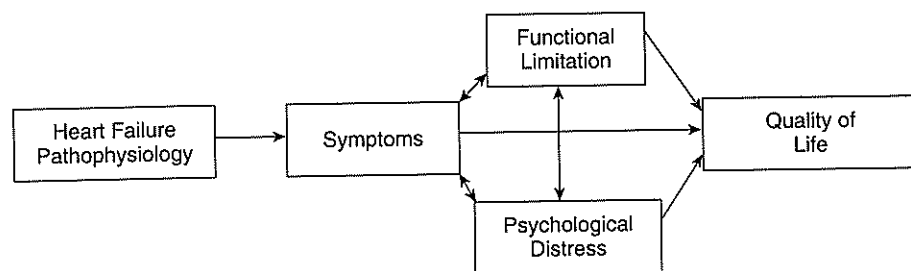 Functional
Limitation
Heart Failure
Pathophysiology
Symptoms
Quality of
Life
Psychological
Distress